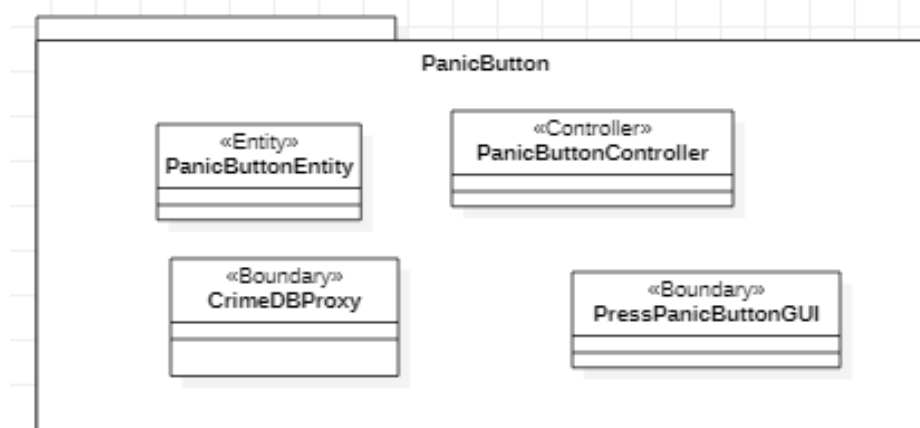 PanicButton
«Entity»
PanicButtonEntity
«Controller»
PanicButtonController
«Boundary»
CrimeDBProxy
«Boundary»
PressPanicButtonGUI